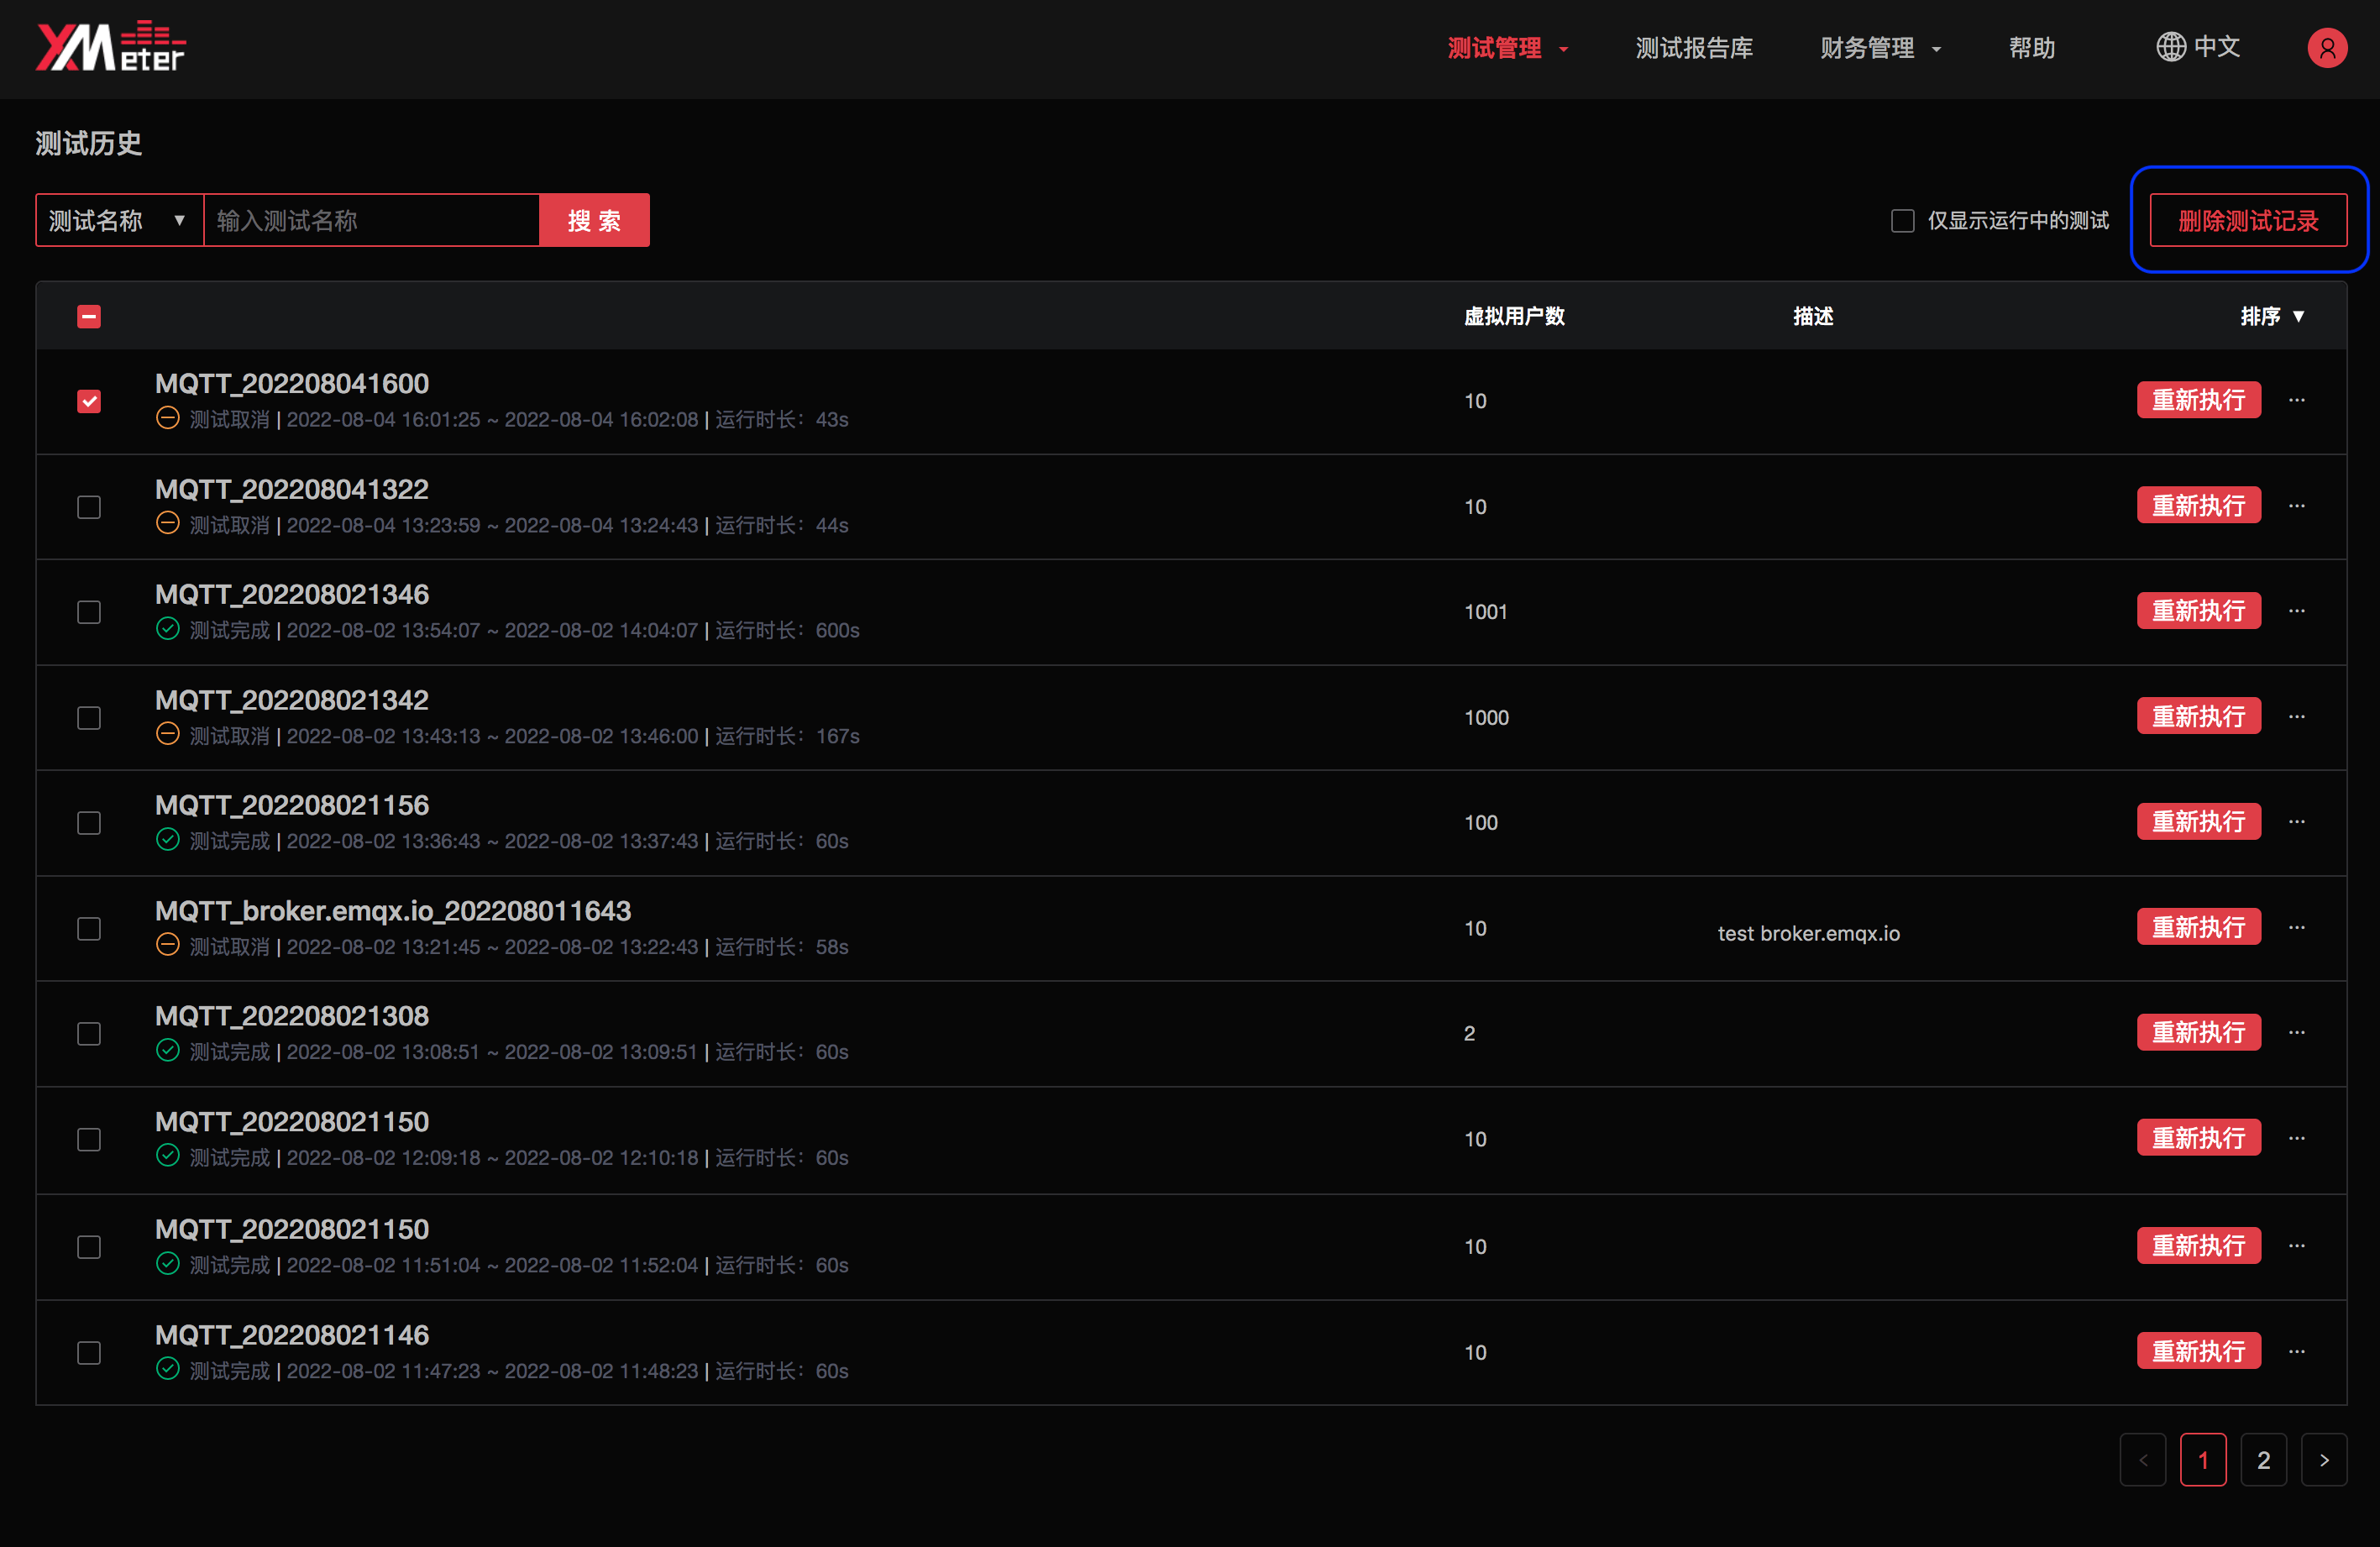 XMeter
测试管理 测试报告库 财务管理 帮助 中文
测试历史
测试名称 ▼ 输入测试名称 搜 索 仅显示运行中的测试 删除测试记录
虚拟用户数 描述 排序 ▼
MQTT_202208041600
测试取消 | 2022-08-04 16:01:25 ~ 2022-08-04 16:02:08 | 运行时长：43s
10 重新执行 ···
MQTT_202208041322
测试取消 | 2022-08-04 13:23:59 ~ 2022-08-04 13:24:43 | 运行时长：44s
10 重新执行 ···
MQTT_202208021346
测试完成 | 2022-08-02 13:54:07 ~ 2022-08-02 14:04:07 | 运行时长：600s
1001 重新执行 ···
MQTT_202208021342
测试取消 | 2022-08-02 13:43:13 ~ 2022-08-02 13:46:00 | 运行时长：167s
1000 重新执行 ···
MQTT_202208021156
测试完成 | 2022-08-02 13:36:43 ~ 2022-08-02 13:37:43 | 运行时长：60s
100 重新执行 ···
MQTT_broker.emqx.io_202208011643
测试取消 | 2022-08-02 13:21:45 ~ 2022-08-02 13:22:43 | 运行时长：58s
10 test broker.emqx.io 重新执行 ···
MQTT_202208021308
测试完成 | 2022-08-02 13:08:51 ~ 2022-08-02 13:09:51 | 运行时长：60s
2 重新执行 ···
MQTT_202208021150
测试完成 | 2022-08-02 12:09:18 ~ 2022-08-02 12:10:18 | 运行时长：60s
10 重新执行 ···
MQTT_202208021150
测试完成 | 2022-08-02 11:51:04 ~ 2022-08-02 11:52:04 | 运行时长：60s
10 重新执行 ···
MQTT_202208021146
测试完成 | 2022-08-02 11:47:23 ~ 2022-08-02 11:48:23 | 运行时长：60s
10 重新执行 ···
< 1 2 >